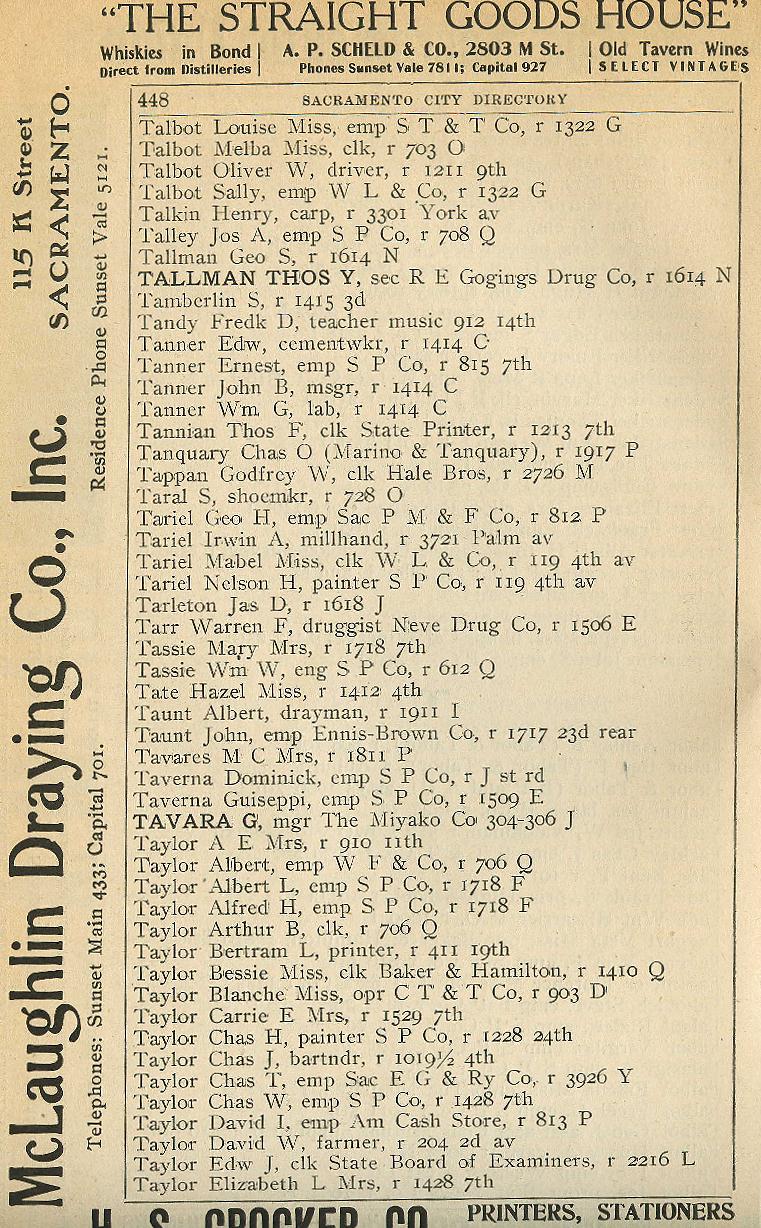 "THE STRAIGHT GOODS HOUSE"
Whiskies in Bond | A. P. SCHELD & CO., 2803 M St. | Old Tavern Wines
Direct from Distilleries | Phones Sunset Vale 7811; Capital 927 | SELECT VINTAGES
448 SACRAMENTO CITY DIRECTORY
Talbot Louise Miss, emp S T & T Co, r 1322 G
Talbot Melba Miss, clk, r 703 O
Talbot Oliver W, driver, r 1211 9th
Talbot Sally, emp W L & Co, r 1322 G
Talkin Henry, carp, r 3301 York av
Talley Jos A, emp S P Co, r 708 Q
Tallman Geo S, r 1614 N
TALLMAN THOS Y, sec R E Gogings Drug Co, r 1614 N
Tamberlin S, r 1415 3d
Tandy Fredk D, teacher music 912 14th
Tanner Edw, cementwkr, r 1414 C
Tanner Ernest, emp S P Co, r 815 7th
Tanner John B, msgr, r 1414 C
Tanner Wm G, lab, r 1414 C
Tannian Thos F, clk State Printer, r 1213 7th
Tanquary Chas O (Marino & Tanquary), r 1917 P
Tappan Godfrey W, clk Hale Bros, r 2726 M
Taral S, shoemkr, r 728 O
Tariel Geo H, emp Sac P M & F Co, r 812 P
Tariel Irwin A, millhand, r 3721 Palm av
Tariel Mabel Miss, clk W L & Co, r 119 4th av
Tariel Nelson H, painter S P Co, r 119 4th av
Tarleton Jas D, r 1618 J
Tarr Warren F, druggist Neve Drug Co, r 1506 E
Tassie Mary Mrs, r 1718 7th
Tassie Wm W, eng S P Co, r 612 Q
Tate Hazel Miss, r 1412 4th
Taunt Albert, drayman, r 1911 I
Taunt John, emp Ennis-Brown Co, r 1717 23d rear
Tavares M C Mrs, r 1811 P
Taverna Dominick, emp S P Co, r J st rd
Taverna Guiseppi, emp S P Co, r 1509 E
TAVARA G, mgr The Miyako Co 304-306 J
Taylor A E Mrs, r 910 11th
Taylor Albert, emp W F & Co, r 706 Q
Taylor Albert L, emp S P Co, r 1718 F
Taylor Alfred H, emp S P Co, r 1718 F
Taylor Arthur B, clk, r 706 Q
Taylor Bertram L, printer, r 411 19th
Taylor Bessie Miss, clk Baker & Hamilton, r 1410 Q
Taylor Blanche Miss, opr C T & T Co, r 903 D
Taylor Carrie E Mrs, r 1529 7th
Taylor Chas H, painter S P Co, r 1228 24th
Taylor Chas J, bartndr, r 1019½ 4th
Taylor Chas T, emp Sac E G & Ry Co, r 3926 Y
Taylor Chas W, emp S P Co, r 1428 7th
Taylor David I, emp Am Cash Store, r 813 P
Taylor David W, farmer, r 204 2d av
Taylor Edw J, clk State Board of Examiners, r 2216 L
Taylor Elizabeth L Mrs, r 1428 7th
McLaughlin Draying Co., Inc.
115 K Street
SACRAMENTO.
Telephones: Sunset Main 433; Capital 701. Residence Phone Sunset Vale 5121.
H. S. CROCKER CO. PRINTERS, STATIONERS